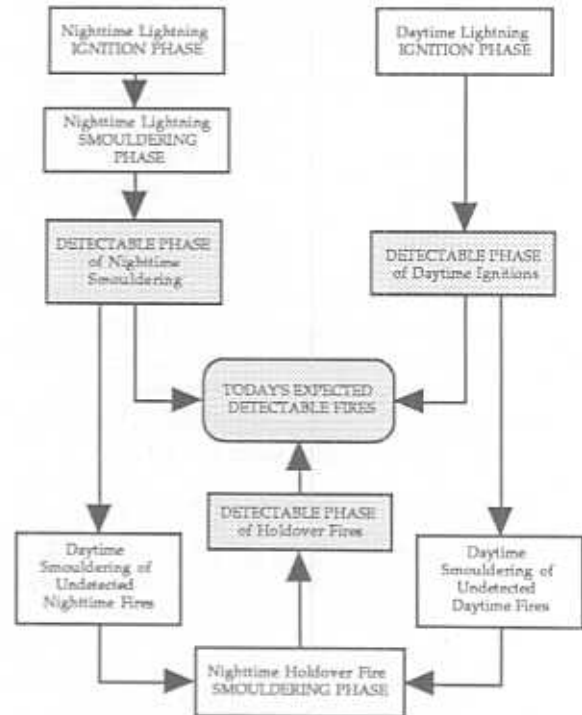 Nighttime Lightning
IGNITION PHASE
Daytime Lightning
IGNITION PHASE
Nighttime Lightning
SMOULDERING
PHASE
DETECTABLE PHASE
of Nighttime
Smouldering
DETECTABLE PHASE
of Daytime Ignitions
TODAY'S EXPECTED
DETECTABLE FIRES
DETECTABLE PHASE
of Holdover Fires
Daytime
Smouldering of
Undetected
Nighttime Fires
Daytime
Smouldering of
Undetected
Daytime Fires
Nighttime Holdover Fire
SMOULDERING PHASE